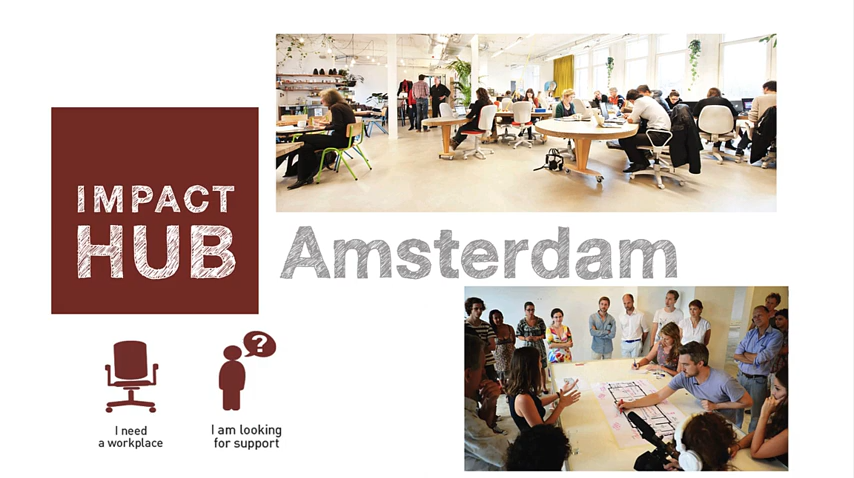 IMPACT
HUB
Amsterdam
?
I need
a workplace
I am looking
for support